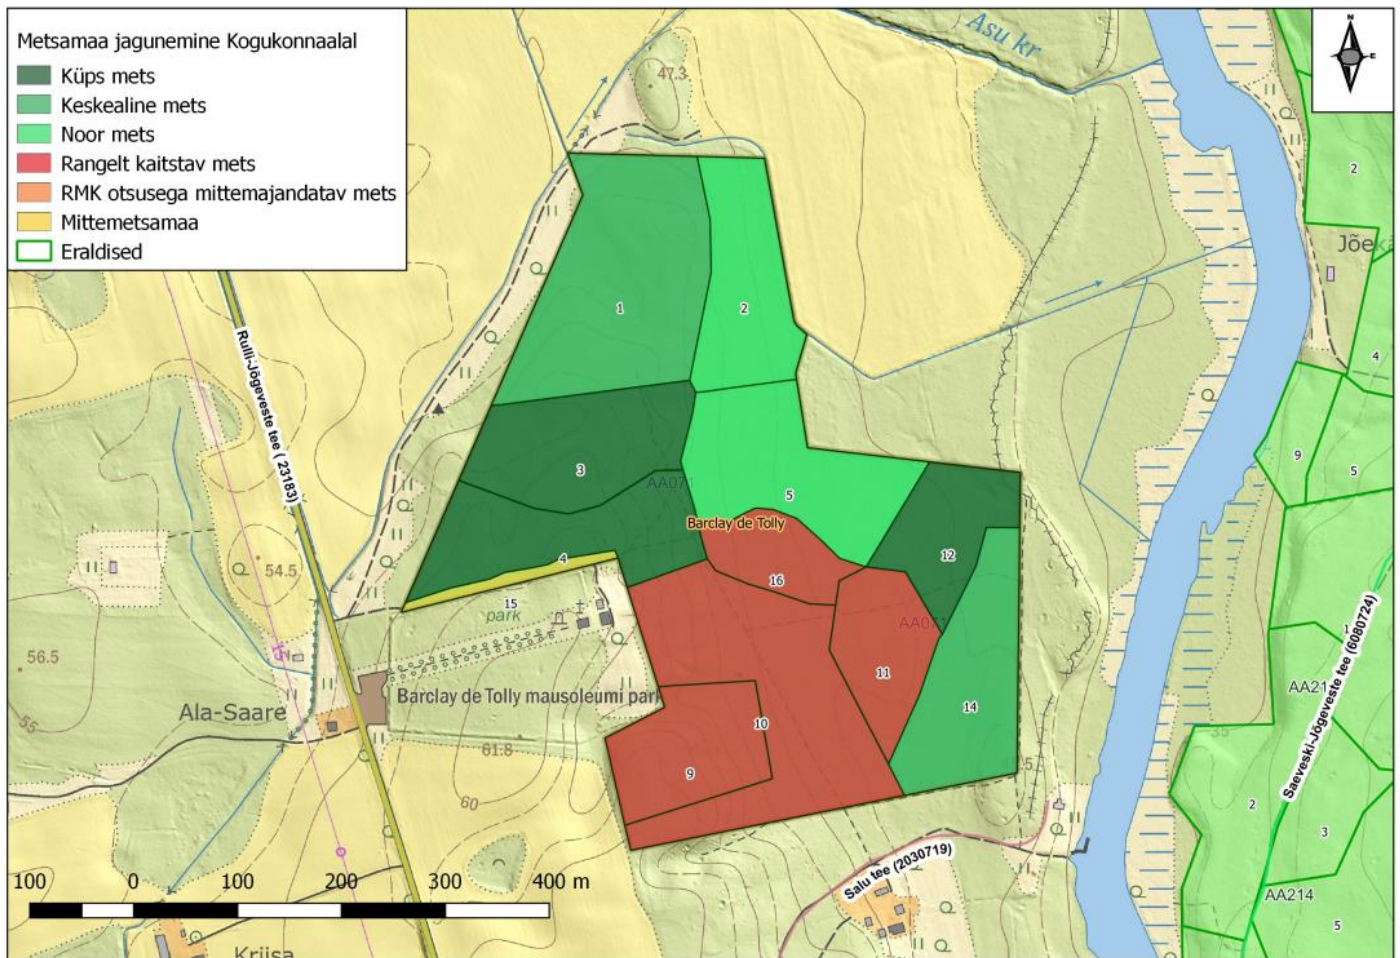 Metsamaa jagunemine Kogukonnaalal
Küps mets
Keskealine mets
Noor mets
Rangelt kaitstav mets
RMK otsusega mittemajandatav mets
Mittemetsamaa
Eraldised
N
E
Asu kr
47.3
2
Jõek
1
2
4
Rulli-Jõgeveste tee ( 23183)
3
AA071
5
9
5
Barclay de Tolly
54.5
4
12
16
15
park
AA071
1
Saeveski-Jõgeveste tee (6080724)
56.5
11
AA21
Barclay de Tolly mausoleumi park
14
Ala-Saare
55
10
61.8
35
9
60
2
3
Salu tee (2030719)
100 0 100 200 300 400 m
AA214
5
Kriisa